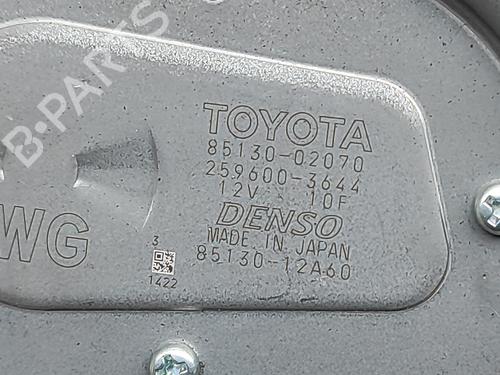 B-PARTS
TOYOTA
85130-02070
259600-3644
12V 10F
DENSO
MADE IN JAPAN
85130-12A60
WG
3
1422